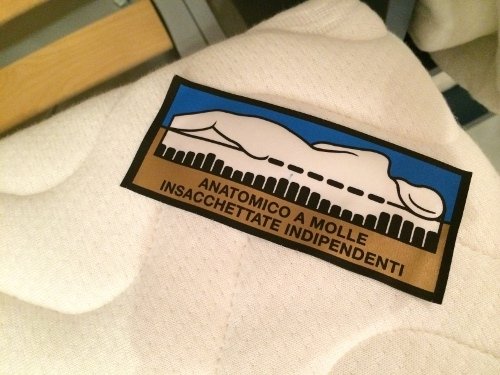 ANATOMICO A MOLLE
INSACCHETTATE INDIPENDENTI